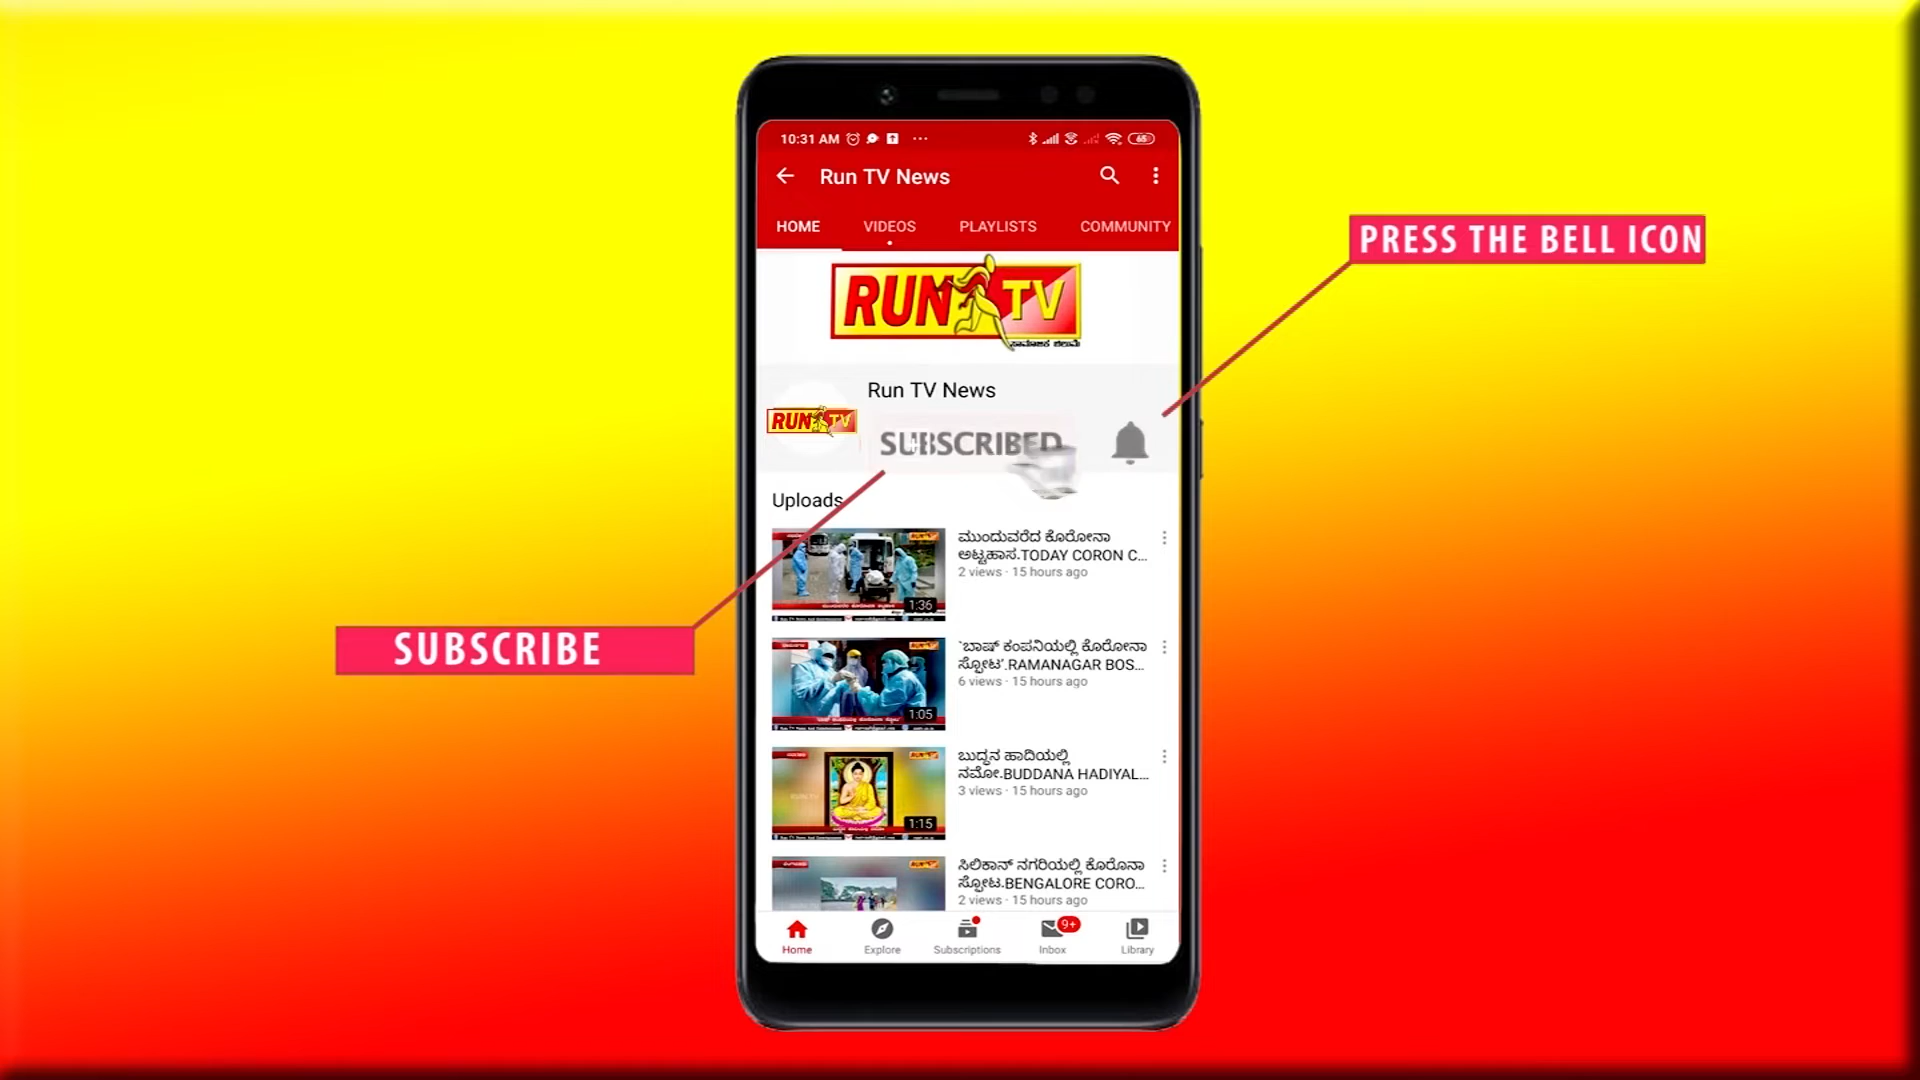 10:31 AM
65
Run TV News
HOME VIDEOS PLAYLISTS COMMUNITY
PRESS THE BELL ICON
RUN TV
ಸಾಮಾಜಿಕ ಚಿಲುಮೆ
Run TV News
RUN TV
SUBSCRIBED
Uploads
ಮುಂದುವರೆದ ಕೊರೋನಾ
ಅಟ್ಟಹಾಸ.TODAY CORON C...
2 views · 15 hours ago
1:36
SUBSCRIBE
`ಬಾಷ್ ಕಂಪನಿಯಲ್ಲಿ ಕೊರೋನಾ
ಸ್ಪೋಟ'.RAMANAGAR BOS...
6 views · 15 hours ago
1:05
ಬುದ್ಧನ ಹಾದಿಯಲ್ಲಿ
ನಮೋ.BUDDANA HADIYAL...
3 views · 15 hours ago
1:15
ಸಿಲಿಕಾನ್ ನಗರಿಯಲ್ಲಿ ಕೊರೊನಾ
ಸ್ಪೋಟ.BENGALORE CORO...
2 views · 15 hours ago
9+
Home Explore Subscriptions Inbox Library